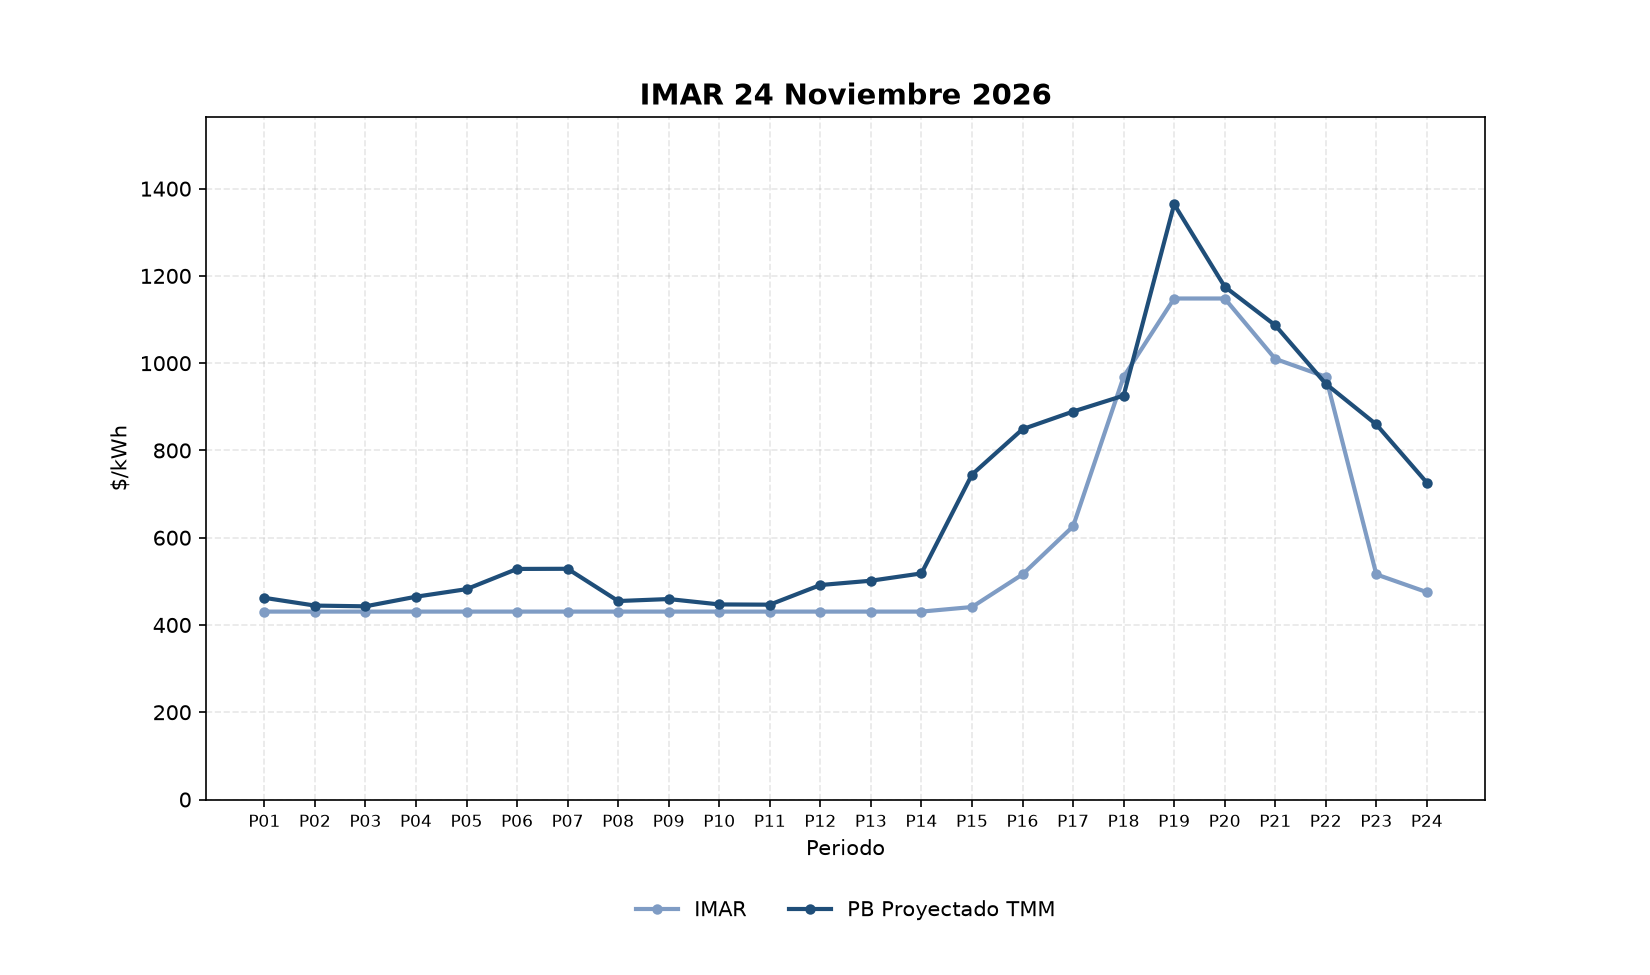 IMAR 24 Noviembre 2026
$/kWh
1400
1200
1000
800
600
400
200
0
P01 P02 P03 P04 P05 P06 P07 P08 P09 P10 P11 P12 P13 P14 P15 P16 P17 P18 P19 P20 P21 P22 P23 P24
Periodo
IMAR PB Proyectado TMM